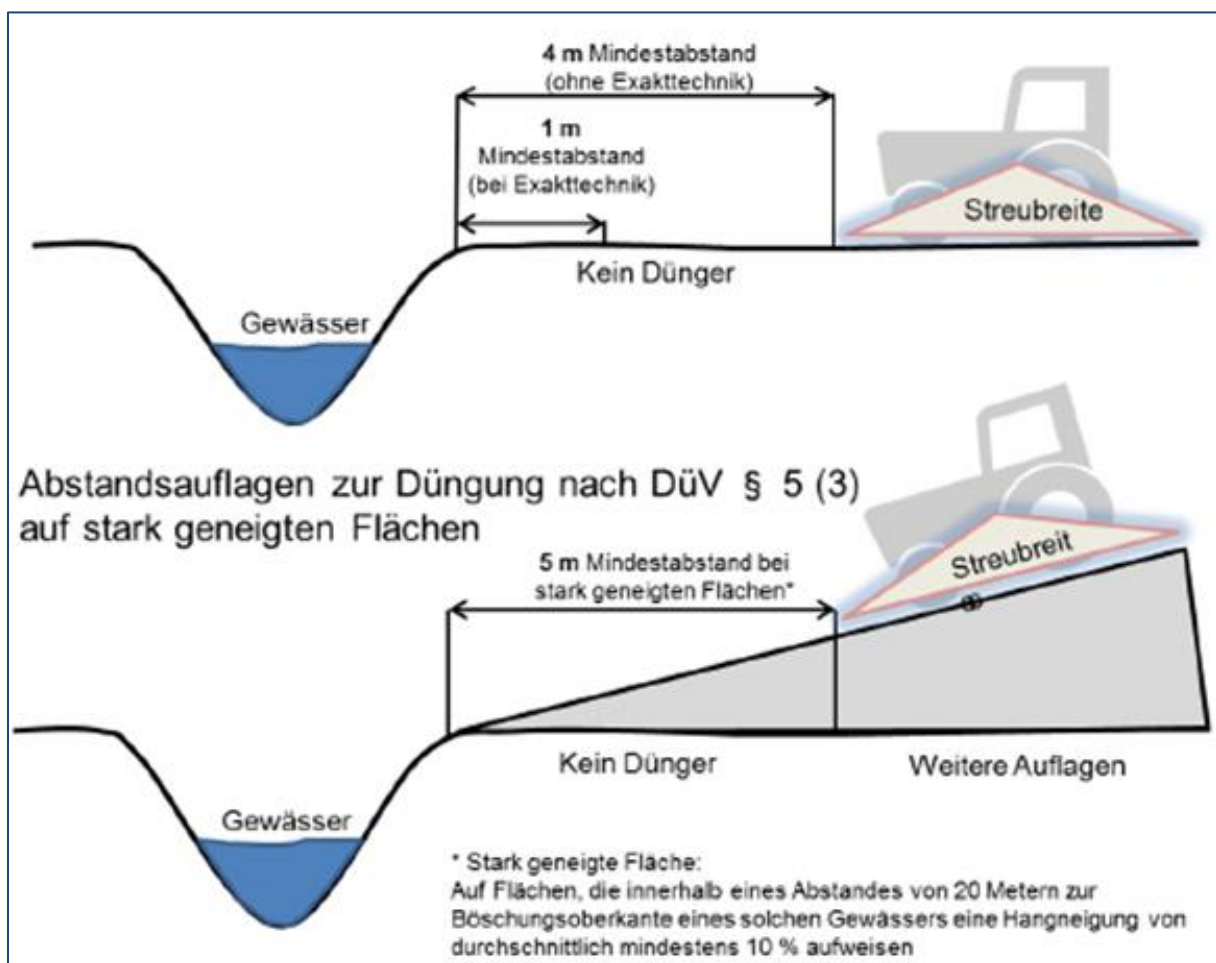 4 m Mindestabstand
(ohne Exakttechnik)
1 m
Mindestabstand
(bei Exakttechnik)
Streubreite
Kein Dünger
Gewässer
Abstandsauflagen zur Düngung nach DüV § 5 (3)
auf stark geneigten Flächen
5 m Mindestabstand bei
stark geneigten Flächen*
Streubreit
Kein Dünger
Weitere Auflagen
Gewässer
* Stark geneigte Fläche:
Auf Flächen, die innerhalb eines Abstandes von 20 Metern zur
Böschungsoberkante eines solchen Gewässers eine Hangneigung von
durchschnittlich mindestens 10 % aufweisen